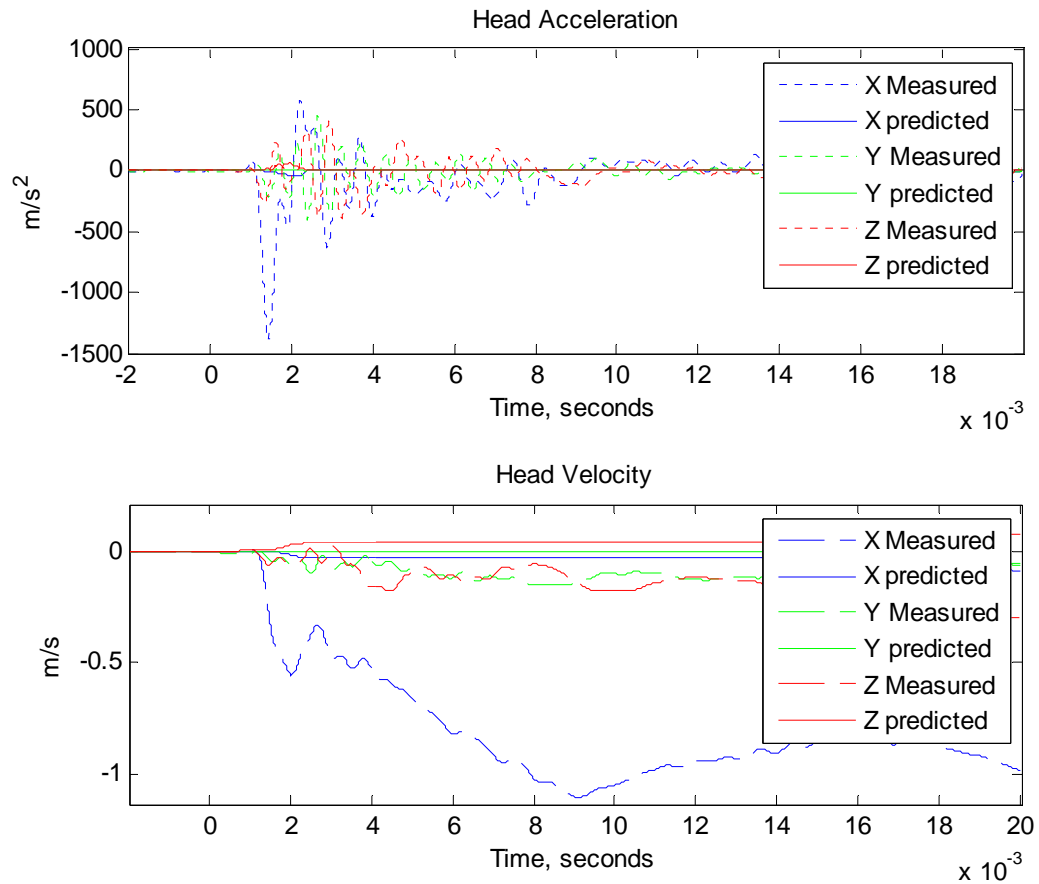 Head Acceleration
1000
500
0
-500
-1000
-1500
m/s2
X Measured
X predicted
Y Measured
Y predicted
Z Measured
Z predicted
-2 0 2 4 6 8 10 12 14 16 18
Time, seconds
x 10-3
Head Velocity
0
-0.5
-1
m/s
X Measured
X predicted
Y Measured
Y predicted
Z Measured
Z predicted
0 2 4 6 8 10 12 14 16 18 20
Time, seconds
x 10-3